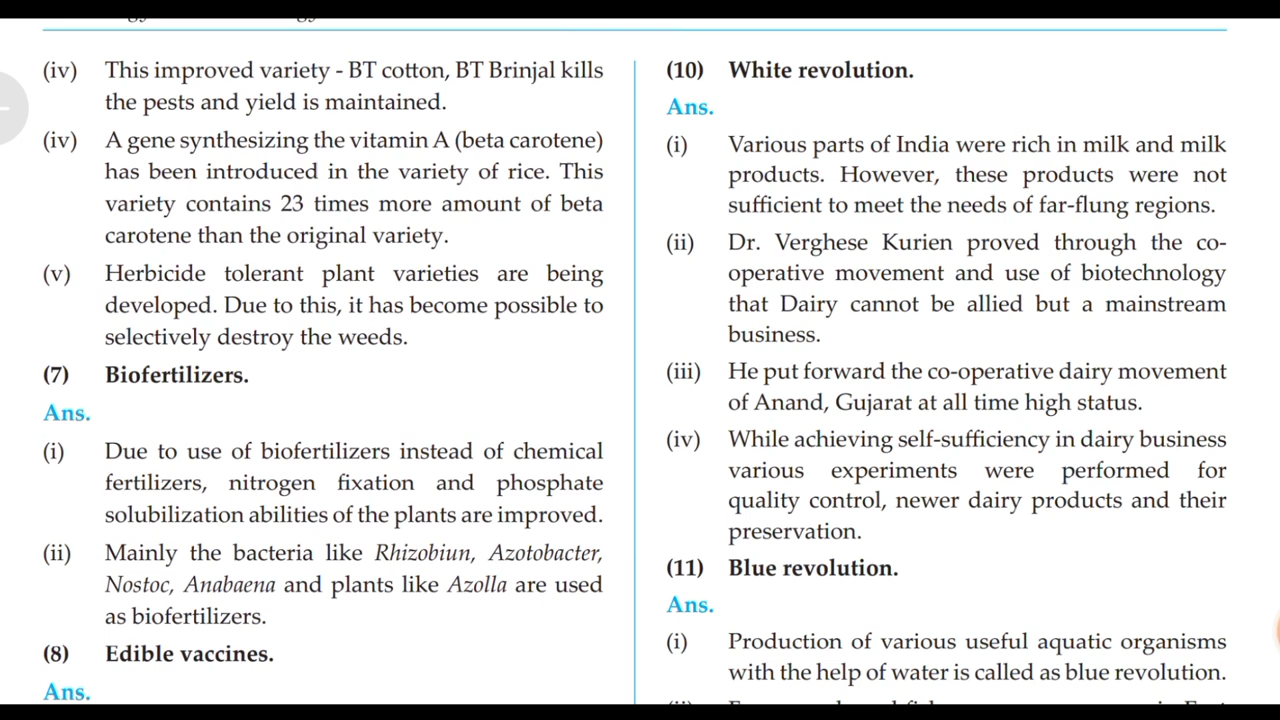 (iv) This improved variety - BT cotton, BT Brinjal kills
the pests and yield is maintained.
(iv) A gene synthesizing the vitamin A (beta carotene)
has been introduced in the variety of rice. This
variety contains 23 times more amount of beta
carotene than the original variety.
(v) Herbicide tolerant plant varieties are being
developed. Due to this, it has become possible to
selectively destroy the weeds.
(7) Biofertilizers.
Ans.
(i) Due to use of biofertilizers instead of chemical
fertilizers, nitrogen fixation and phosphate
solubilization abilities of the plants are improved.
(ii) Mainly the bacteria like Rhizobiun, Azotobacter,
Nostoc, Anabaena and plants like Azolla are used
as biofertilizers.
(8) Edible vaccines.
Ans.
(10) White revolution.
Ans.
(i) Various parts of India were rich in milk and milk
products. However, these products were not
sufficient to meet the needs of far-flung regions.
(ii) Dr. Verghese Kurien proved through the co-
operative movement and use of biotechnology
that Dairy cannot be allied but a mainstream
business.
(iii) He put forward the co-operative dairy movement
of Anand, Gujarat at all time high status.
(iv) While achieving self-sufficiency in dairy business
various experiments were performed for
quality control, newer dairy products and their
preservation.
(11) Blue revolution.
Ans.
(i) Production of various useful aquatic organisms
with the help of water is called as blue revolution.